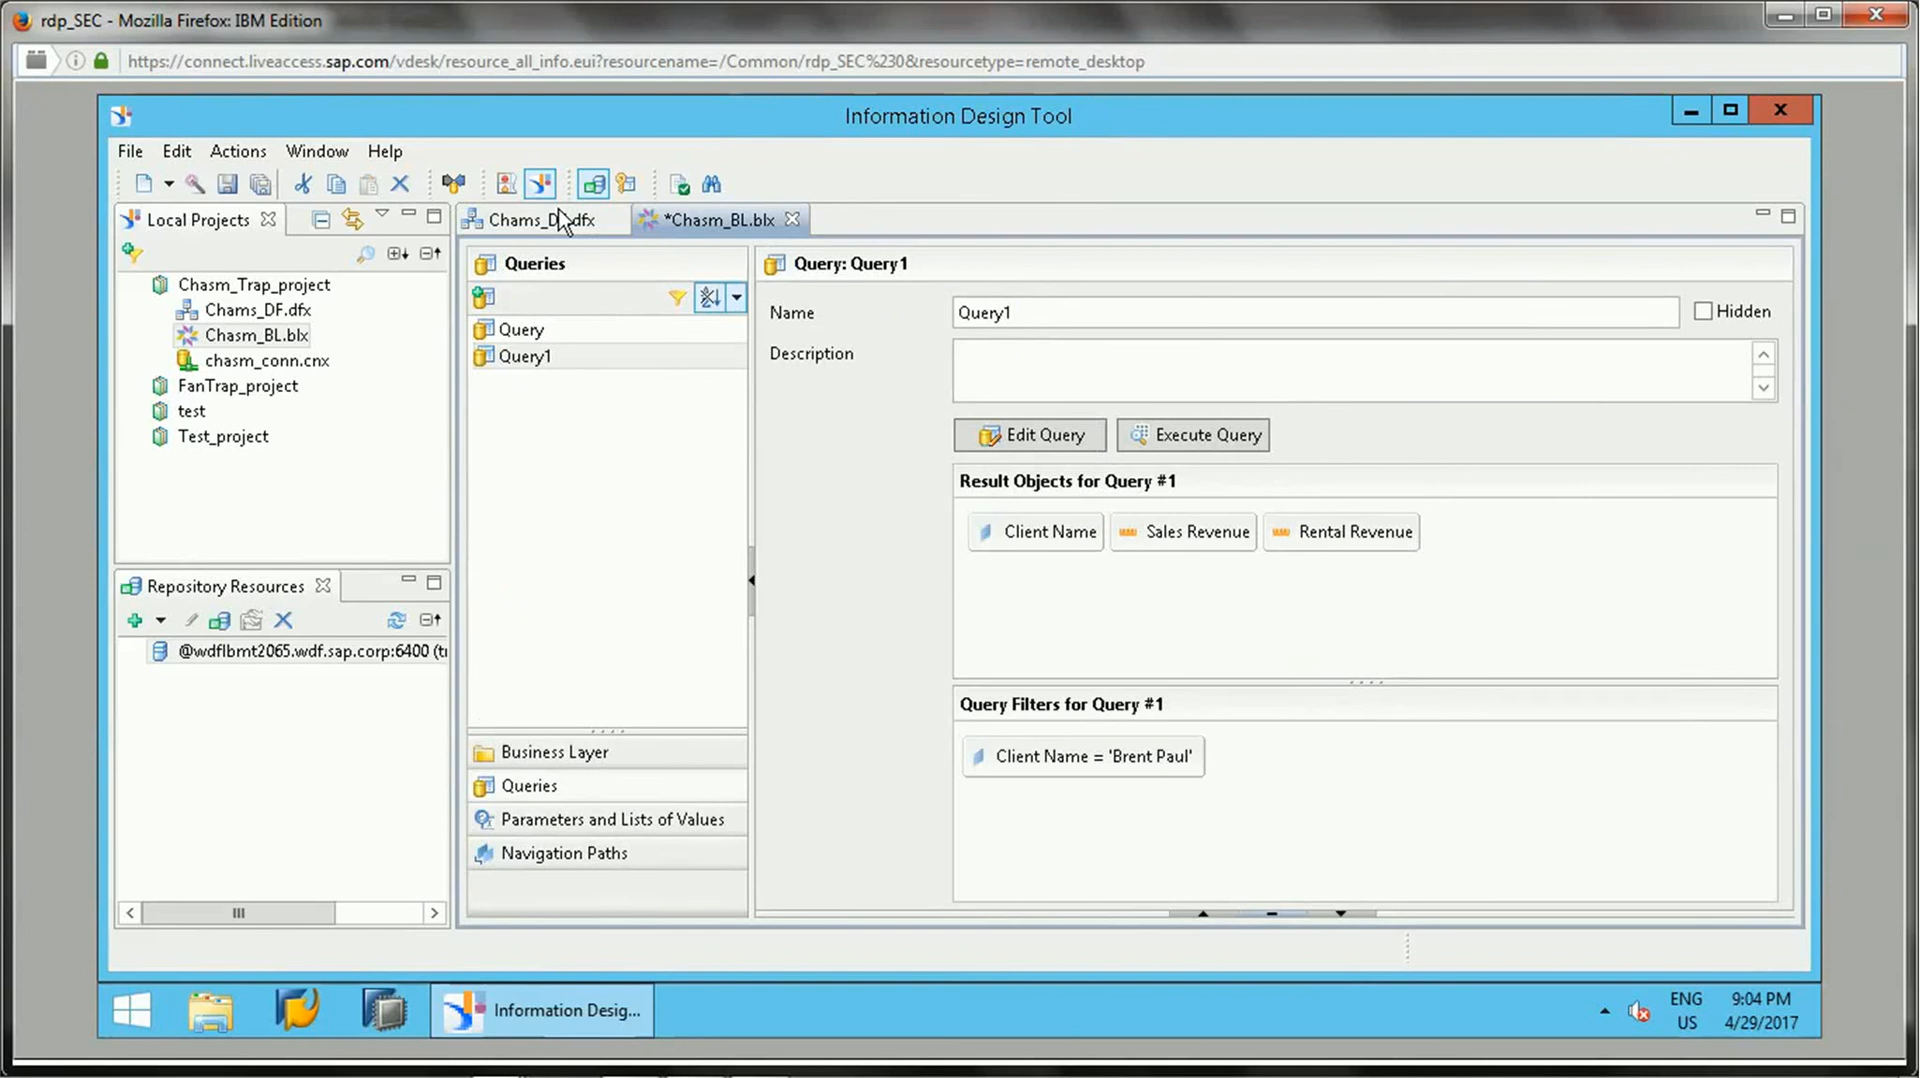 rdp_SEC - Mozilla Firefox: IBM Edition
https://connect.liveaccess.sap.com/vdesk/resource_all_info.eui?resourcename=/Common/rdp_SEC%230&resourcetype=remote_desktop
Information Design Tool
File Edit Actions Window Help
Local Projects
Chams_DF.dfx
*Chasm_BL.blx
Queries
Query: Query1
Name
Query1
Hidden
Description
Query
Query1
Chasm_Trap_project
Chams_DF.dfx
Chasm_BL.blx
chasm_conn.cnx
FanTrap_project
test
Test_project
Edit Query
Execute Query
Result Objects for Query #1
Client Name
Sales Revenue
Rental Revenue
Repository Resources
@wdflbmt2065.wdf.sap.corp:6400 (t
Query Filters for Query #1
Client Name = 'Brent Paul'
Business Layer
Queries
Parameters and Lists of Values
Navigation Paths
Information Desig...
ENG
US
9:04 PM
4/29/2017